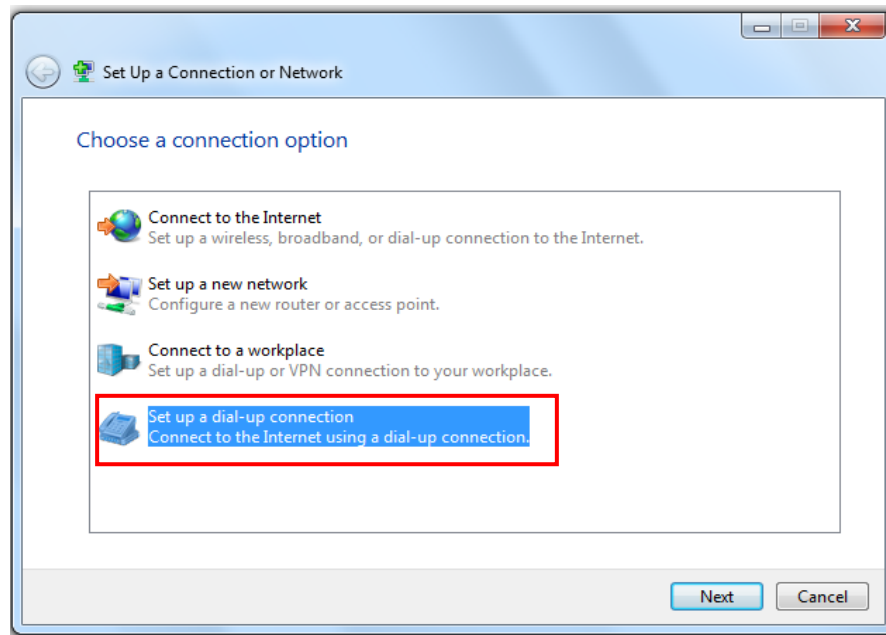 Set Up a Connection or Network
Choose a connection option
Connect to the Internet
Set up a wireless, broadband, or dial-up connection to the Internet.
Set up a new network
Configure a new router or access point.
Connect to a workplace
Set up a dial-up or VPN connection to your workplace.
Set up a dial-up connection
Connect to the Internet using a dial-up connection.
Next Cancel